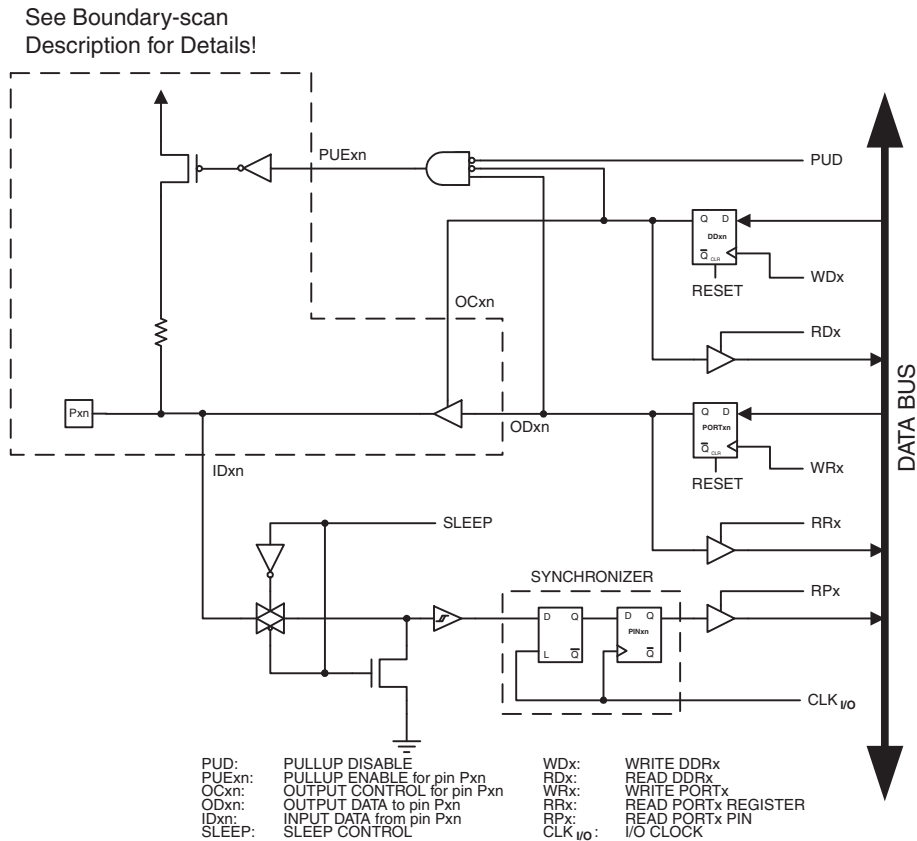 See Boundary-scan
Description for Details!
PUExn
PUD
Q D
DDxn
Q CLR
WDx
RESET
OCxn
RDx
DATA BUS
Pxn
ODxn
Q D
PORTxn
Q CLR
WRx
RESET
IDxn
SLEEP
RRx
SYNCHRONIZER
RPx
D Q
L Q
D Q
PINxn
Q
CLK I/O
PUD: PULLUP DISABLE
PUExn: PULLUP ENABLE for pin Pxn
OCxn: OUTPUT CONTROL for pin Pxn
ODxn: OUTPUT DATA to pin Pxn
IDxn: INPUT DATA from pin Pxn
SLEEP: SLEEP CONTROL
WDx: WRITE DDRx
RDx: READ DDRx
WRx: WRITE PORTx
RRx: READ PORTx REGISTER
RPx: READ PORTx PIN
CLK I/O: I/O CLOCK